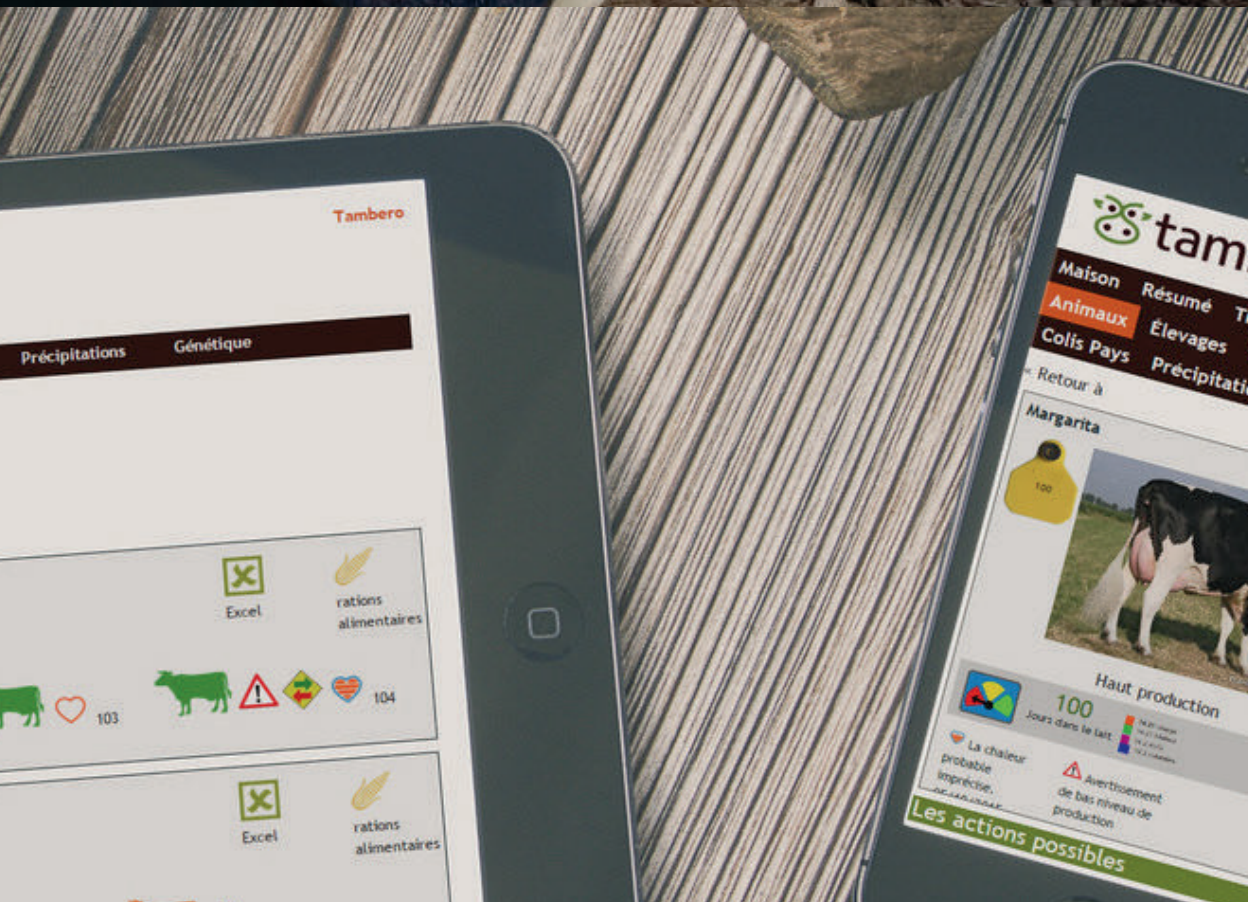 Tambero
Précipitations Génétique
Excel
rations
alimentaires
103
104
Excel
rations
alimentaires
tam
Maison Résumé
Animaux Élevages
Colis Pays Précipitati
« Retour à
Margarita
100
Haut production
100
Jours dans le lait
La chaleur
probable
imprécise,
Avertissement
de bas niveau de
production
Les actions possibles